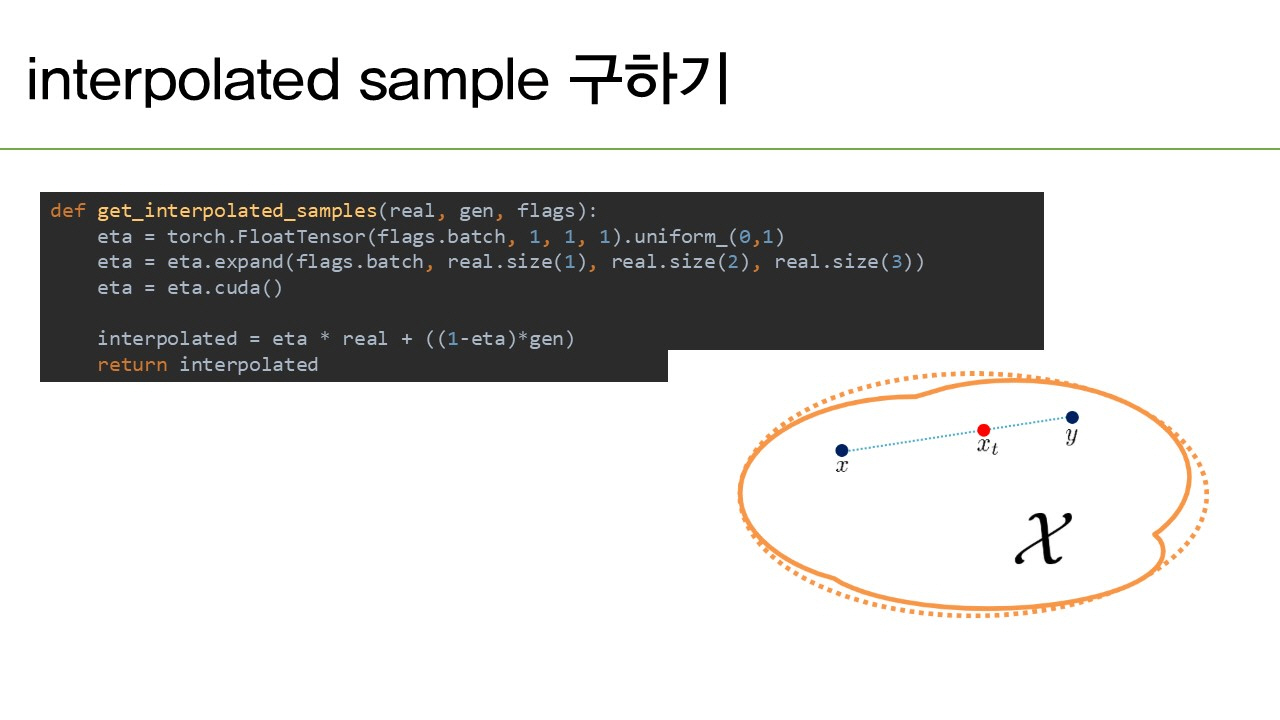 interpolated sample 구하기
def get_interpolated_samples(real, gen, flags):
    eta = torch.FloatTensor(flags.batch, 1, 1, 1).uniform_(0,1)
    eta = eta.expand(flags.batch, real.size(1), real.size(2), real.size(3))
    eta = eta.cuda()
    interpolated = eta * real + ((1-eta)*gen)
    return interpolated
x
x_t
y
𝒳